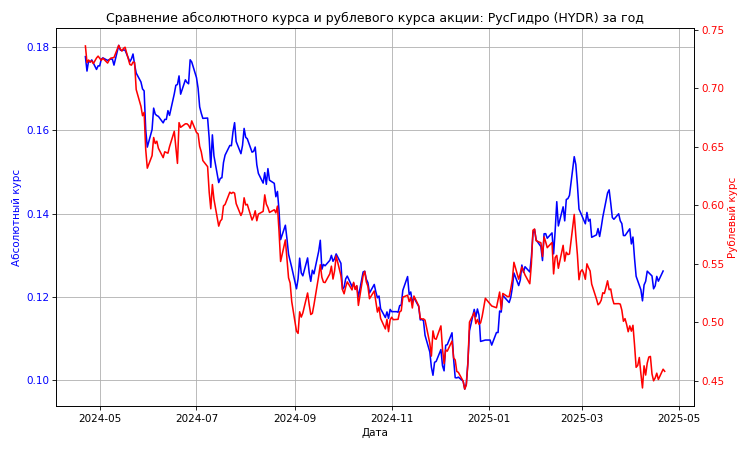 Сравнение абсолютного курса и рублевого курса акции: РусГидро (HYDR) за год
0.18
0.16
0.14
0.12
0.10
Абсолютный курс
0.75
0.70
0.65
0.60
0.55
0.50
0.45
Рублевый курс
2024-05 2024-07 2024-09 2024-11 2025-01 2025-03 2025-05
Дата